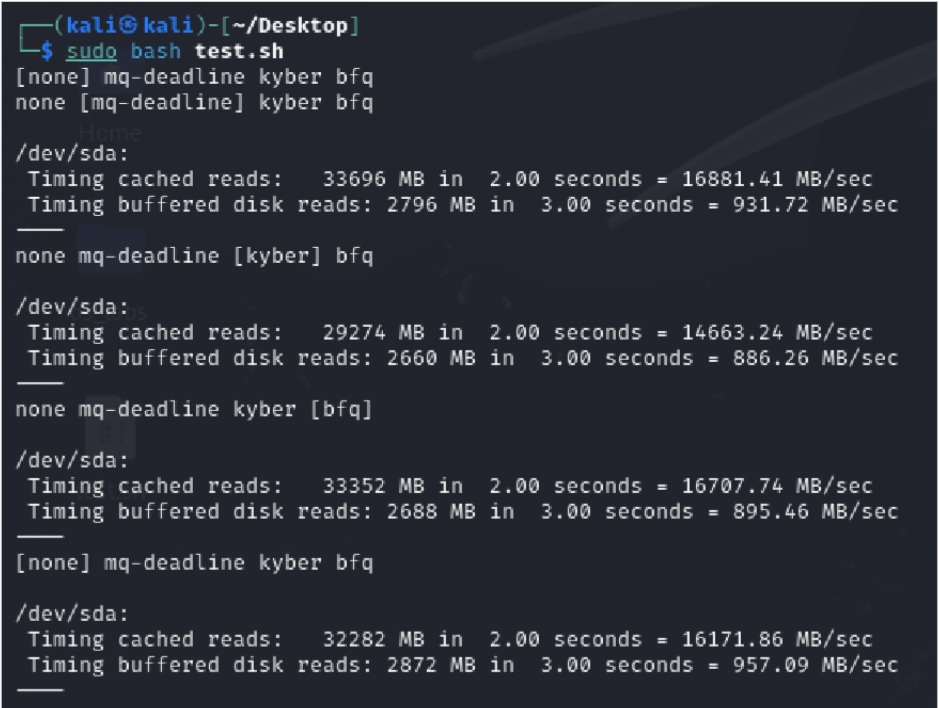 ┌──(kali㉿kali)-[~/Desktop]
└─$ sudo bash test.sh
[none] mq-deadline kyber bfq
none [mq-deadline] kyber bfq
Home
/dev/sda:
 Timing cached reads:   33696 MB in  2.00 seconds = 16881.41 MB/sec
 Timing buffered disk reads: 2796 MB in  3.00 seconds = 931.72 MB/sec
————
none mq-deadline [kyber] bfq

/dev/sda:
 Timing cached reads:   29274 MB in  2.00 seconds = 14663.24 MB/sec
 Timing buffered disk reads: 2660 MB in  3.00 seconds = 886.26 MB/sec
————
none mq-deadline kyber [bfq]

/dev/sda:
 Timing cached reads:   33352 MB in  2.00 seconds = 16707.74 MB/sec
 Timing buffered disk reads: 2688 MB in  3.00 seconds = 895.46 MB/sec
————
[none] mq-deadline kyber bfq

/dev/sda:
 Timing cached reads:   32282 MB in  2.00 seconds = 16171.86 MB/sec
 Timing buffered disk reads: 2872 MB in  3.00 seconds = 957.09 MB/sec
————